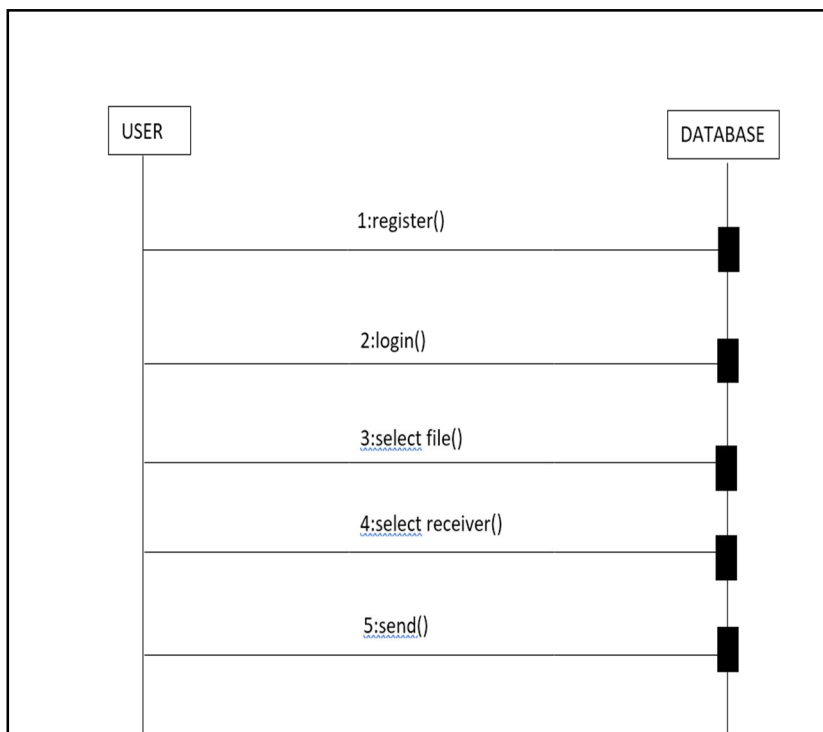 USER
DATABASE
1:register()
2:login()
3:select file()
4:select receiver()
5:send()